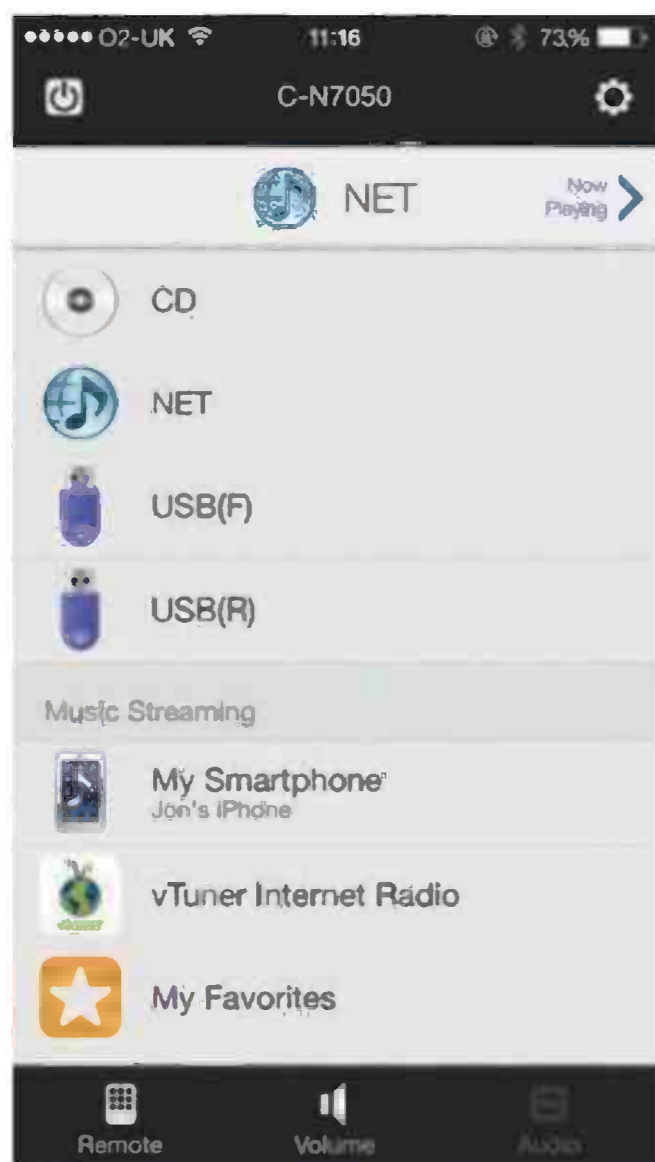 O2-UK 11:16 73%
C-N7050
NET Now Playing
CD
NET
USB(F)
USB(R)
Music Streaming
My Smartphone
Jon's iPhone
vTuner Internet Radio
My Favorites
Remote Volume Audio